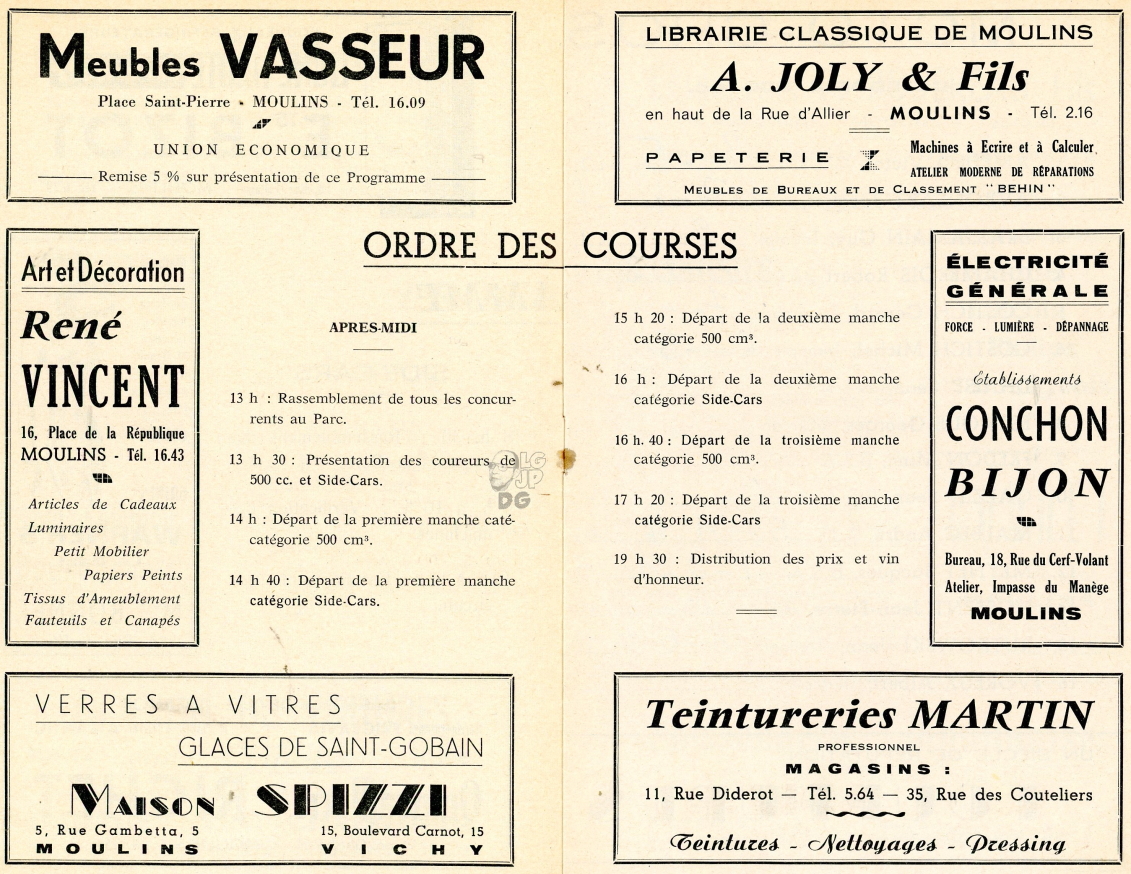 Meubles VASSEUR
Place Saint-Pierre - MOULINS - Tél. 16.09
UNION ECONOMIQUE
Remise 5 % sur présentation de ce Programme
LIBRAIRIE CLASSIQUE DE MOULINS
A. JOLY & Fils
en haut de la Rue d'Allier - MOULINS - Tél. 2.16
PAPETERIE
Machines à Ecrire et à Calculer
ATELIER MODERNE DE RÉPARATIONS
MEUBLES DE BUREAUX ET DE CLASSEMENT "BEHIN"
ORDRE DES COURSES
Art et Décoration
René
VINCENT
16, Place de la République
MOULINS - Tél. 16.43
Articles de Cadeaux
Luminaires
Petit Mobilier
Papiers Peints
Tissus d'Ameublement
Fauteuils et Canapés
APRES-MIDI
13 h : Rassemblement de tous les concur-
rents au Parc.
13 h 30 : Présentation des coureurs de
500 cc. et Side-Cars.
14 h : Départ de la première manche caté-
catégorie 500 cm³.
14 h 40 : Départ de la première manche
catégorie Side-Cars.
15 h 20 : Départ de la deuxième manche
catégorie 500 cm³.
16 h : Départ de la deuxième manche
catégorie Side-Cars
16 h. 40 : Départ de la troisième manche
catégorie 500 cm³.
17 h 20 : Départ de la troisième manche
catégorie Side-Cars
19 h 30 : Distribution des prix et vin
d'honneur.
LG
JP
DG
ÉLECTRICITÉ
GÉNÉRALE
FORCE - LUMIÈRE - DÉPANNAGE
Etablissements
CONCHON
BIJON
Bureau, 18, Rue du Cerf-Volant
Atelier, Impasse du Manège
MOULINS
VERRES A VITRES
GLACES DE SAINT-GOBAIN
MAISON SPIZZI
5, Rue Gambetta, 5 15, Boulevard Carnot, 15
MOULINS VICHY
Teintureries MARTIN
PROFESSIONNEL
MAGASINS :
11, Rue Diderot — Tél. 5.64 — 35, Rue des Couteliers
Teintures - Nettoyages - Pressing